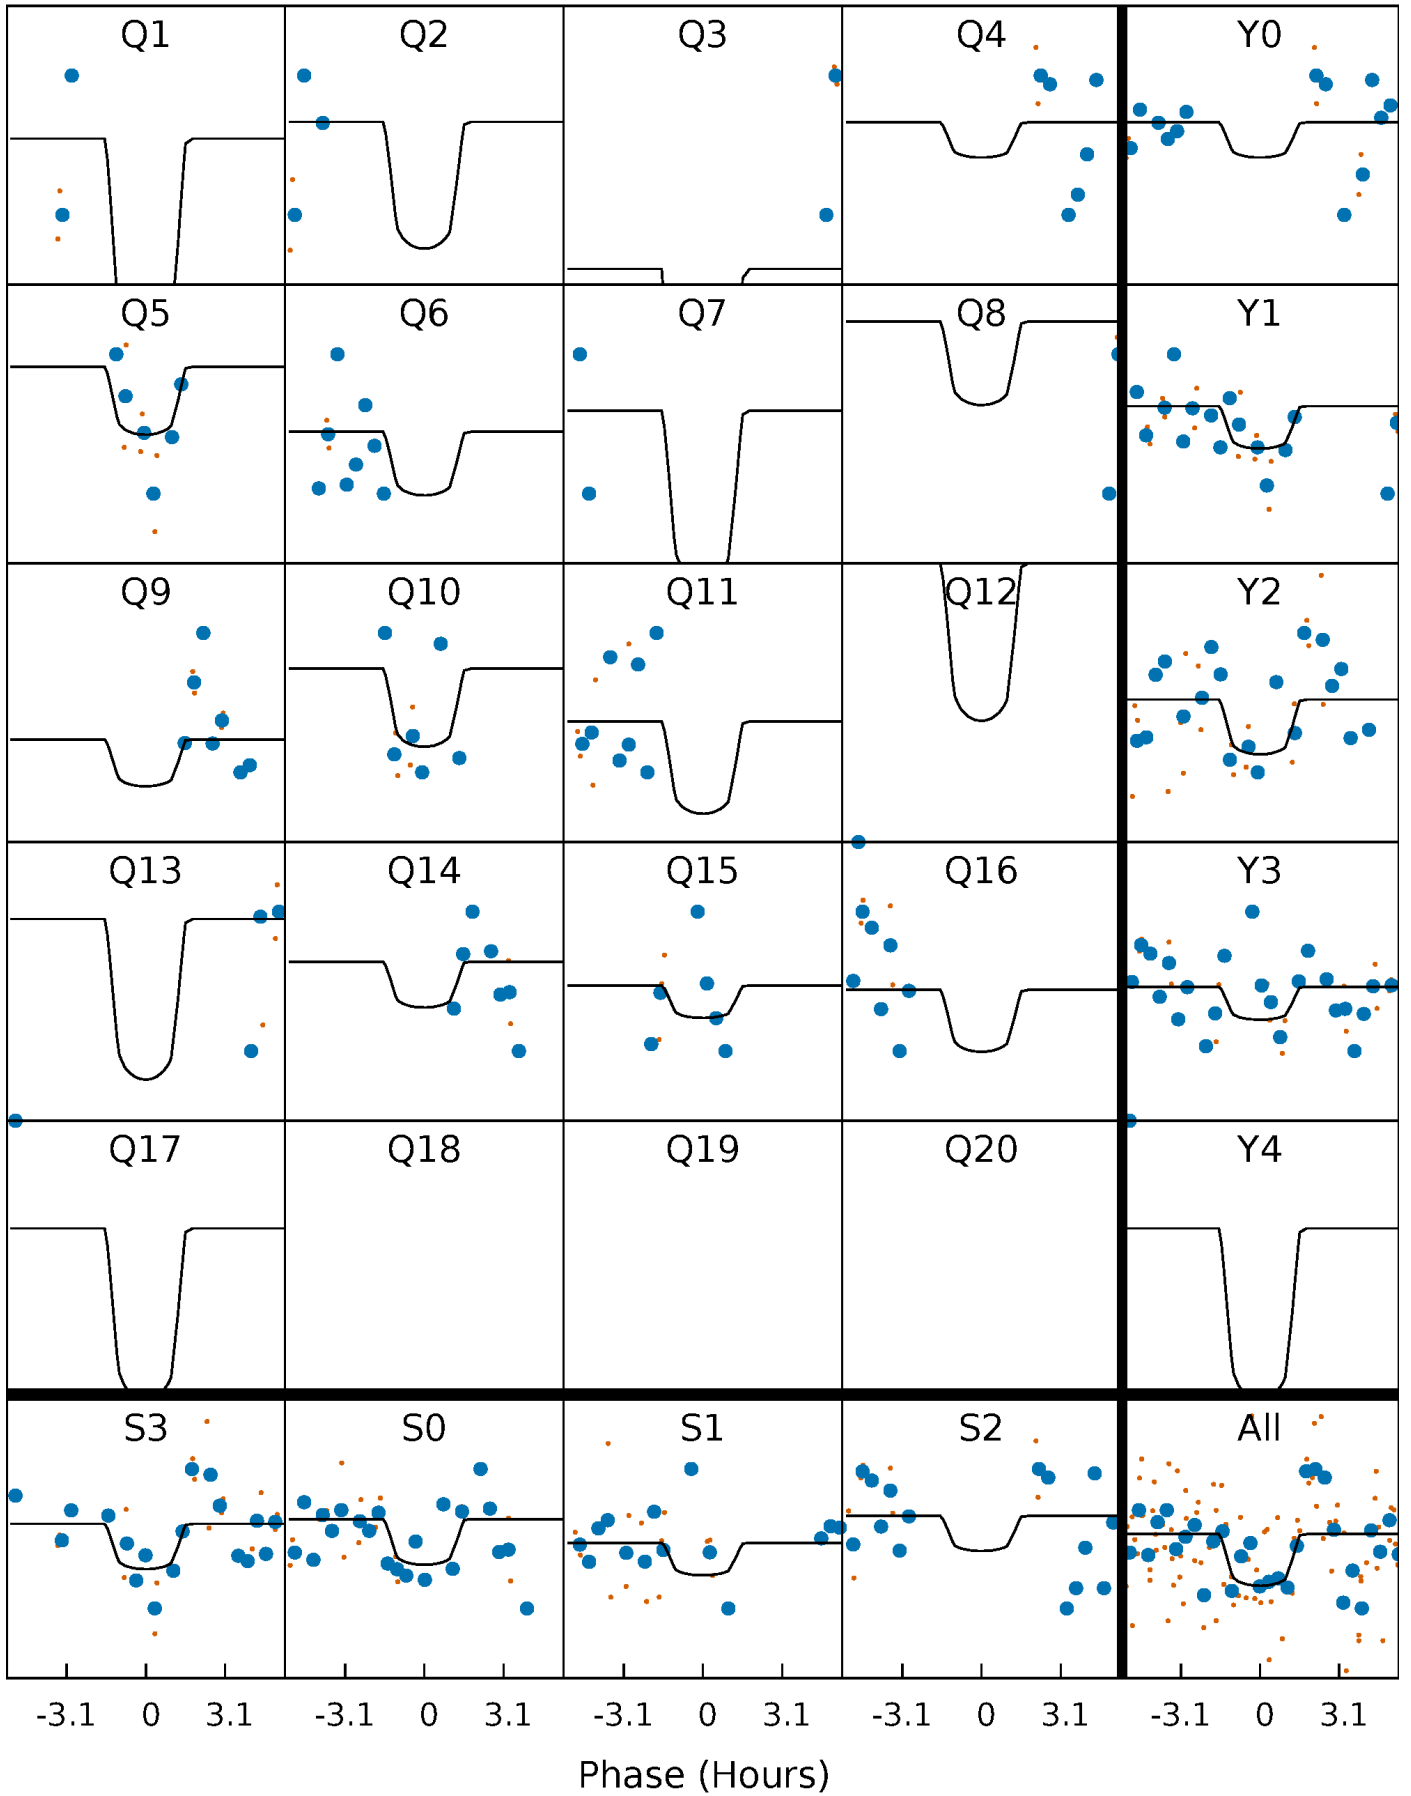 Q1 Q2 Q3 Q4 Y0
Q5 Q6 Q7 Q8 Y1
Q9 Q10 Q11 Q12 Y2
Q13 Q14 Q15 Q16 Y3
Q17 Q18 Q19 Q20 Y4
S3 S0 S1 S2 All
-3.1 0 3.1 -3.1 0 3.1 -3.1 0 3.1 -3.1 0 3.1 -3.1 0 3.1
Phase (Hours)